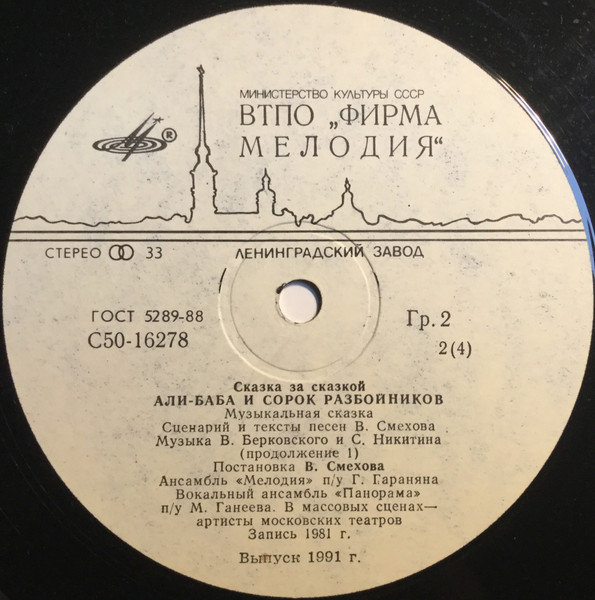 МИНИСТЕРСТВО КУЛЬТУРЫ СССР
ВТПО „ФИРМА
МЕЛОДИЯ“
®
СТЕРЕО 33
ЛЕНИНГРАДСКИЙ ЗАВОД
ГОСТ 5289-88
С50-16278
Гр. 2
2(4)
Сказка за сказкой
АЛИ-БАБА И СОРОК РАЗБОЙНИКОВ
Музыкальная сказка
Сценарий и тексты песен В. Смехова
Музыка В. Берковского и С. Никитина
(продолжение 1)
Постановка В. Смехова
Ансамбль «Мелодия» п/у Г. Гараняна
Вокальный ансамбль «Панорама»
п/у М. Ганеева. В массовых сценах—
артисты московских театров
Запись 1981 г.
Выпуск 1991 г.